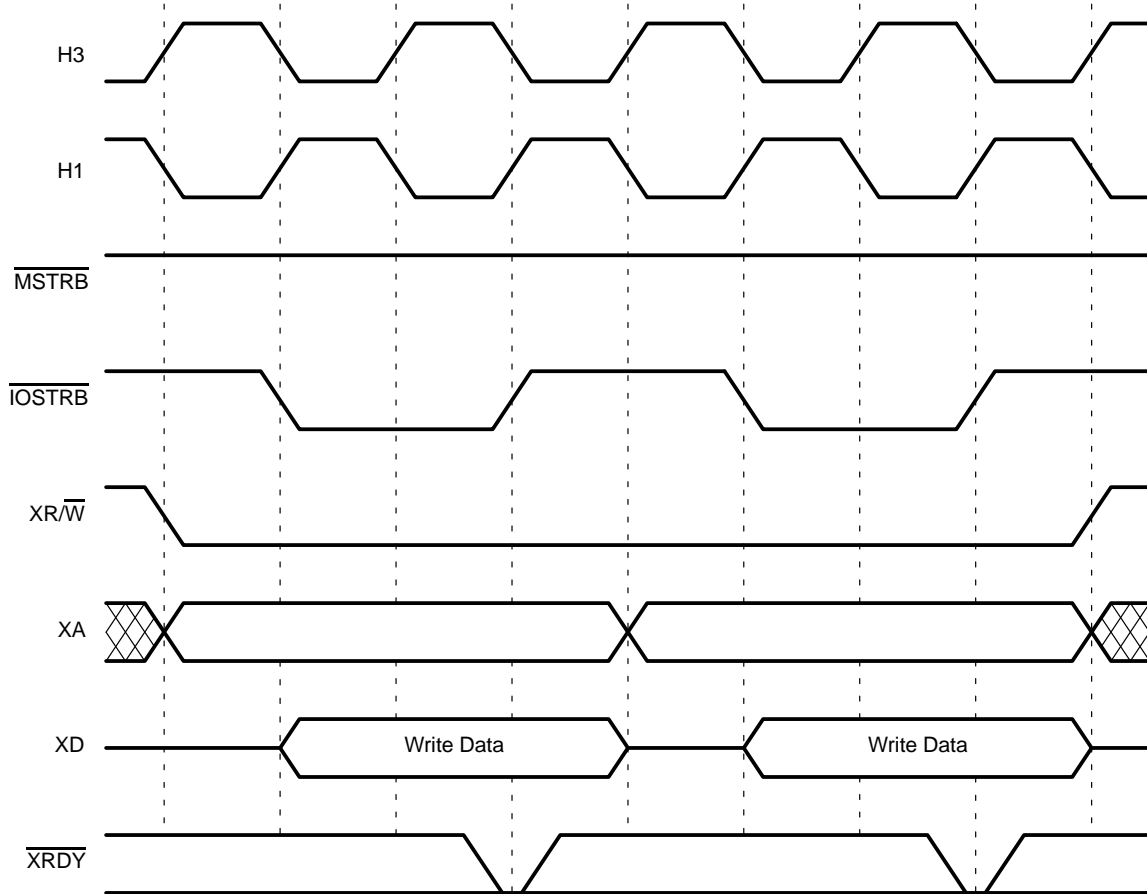 H3
H1
MSTRB
IOSTRB
XR/W
XA
XD Write Data Write Data
XRDY